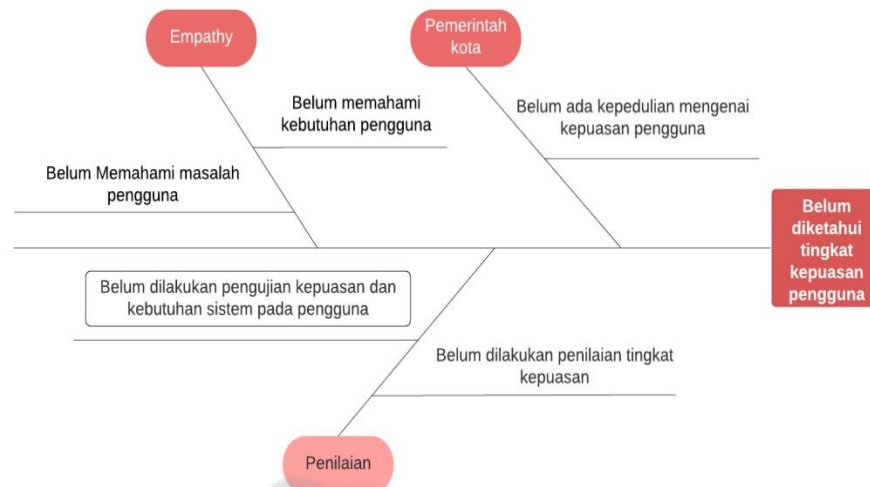 Empathy
Pemerintah
kota
Belum memahami
kebutuhan pengguna
Belum ada kepedulian mengenai
kepuasan pengguna
Belum Memahami masalah
pengguna
Belum
diketahui
tingkat
kepuasan
pengguna
Belum dilakukan pengujian kepuasan dan
kebutuhan sistem pada pengguna
Belum dilakukan penilaian tingkat
kepuasan
Penilaian